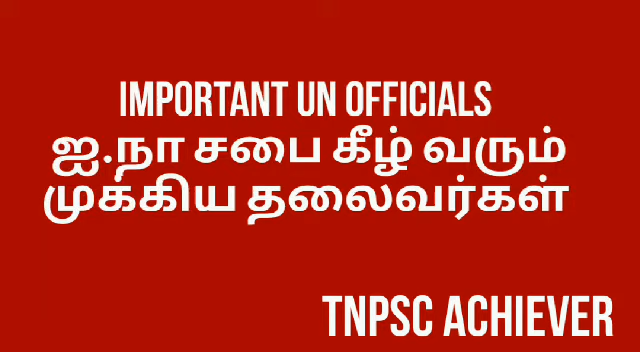 IMPORTANT UN OFFICIALS
ஐ.நா சபை கீழ் வரும்
முக்கிய தலைவர்கள்
TNPSC ACHIEVER